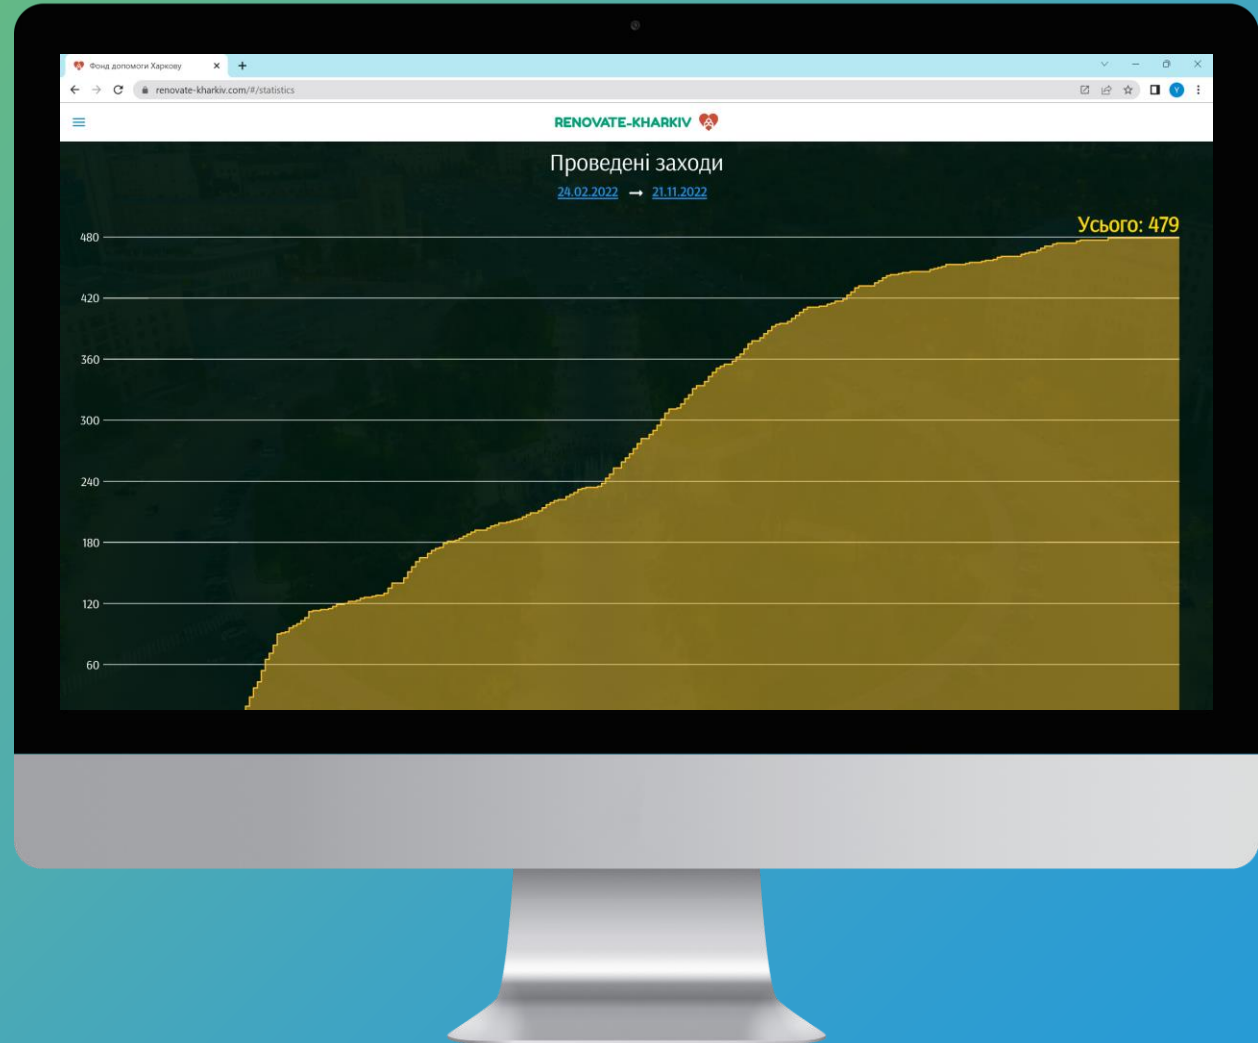 Фонд допомоги Харкову
renovate-kharkiv.com/#/statistics
Y
RENOVATE-KHARKIV
Проведені заходи
24.02.2022 → 21.11.2022
Усього: 479
480
420
360
300
240
180
120
60